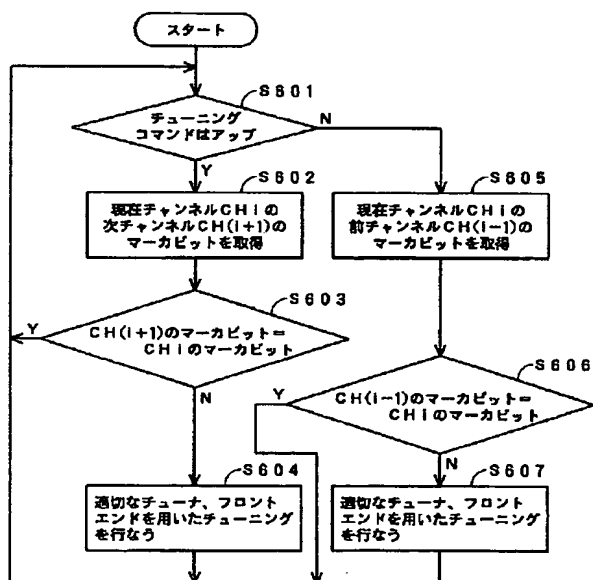 スタート
S601
チューニング
コマンドはアップ
N
Y
S602
現在チャンネルCHiの
次チャンネルCH(i+1)の
マーカビットを取得
S605
現在チャンネルCHiの
前チャンネルCH(i−1)の
マーカビットを取得
S603
Y
CH(i+1)のマーカビット=
CHiのマーカビット
N
S606
Y
CH(i−1)のマーカビット=
CHiのマーカビット
N
S604
適切なチューナ、フロント
エンドを用いたチューニング
を行なう
S607
適切なチューナ、フロント
エンドを用いたチューニング
を行なう